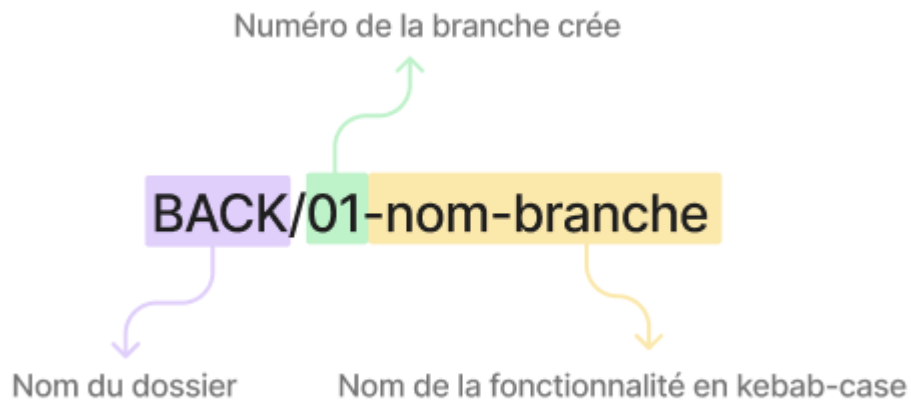 Numéro de la branche crée
BACK/01-nom-branche
Nom du dossier
Nom de la fonctionnalité en kebab-case